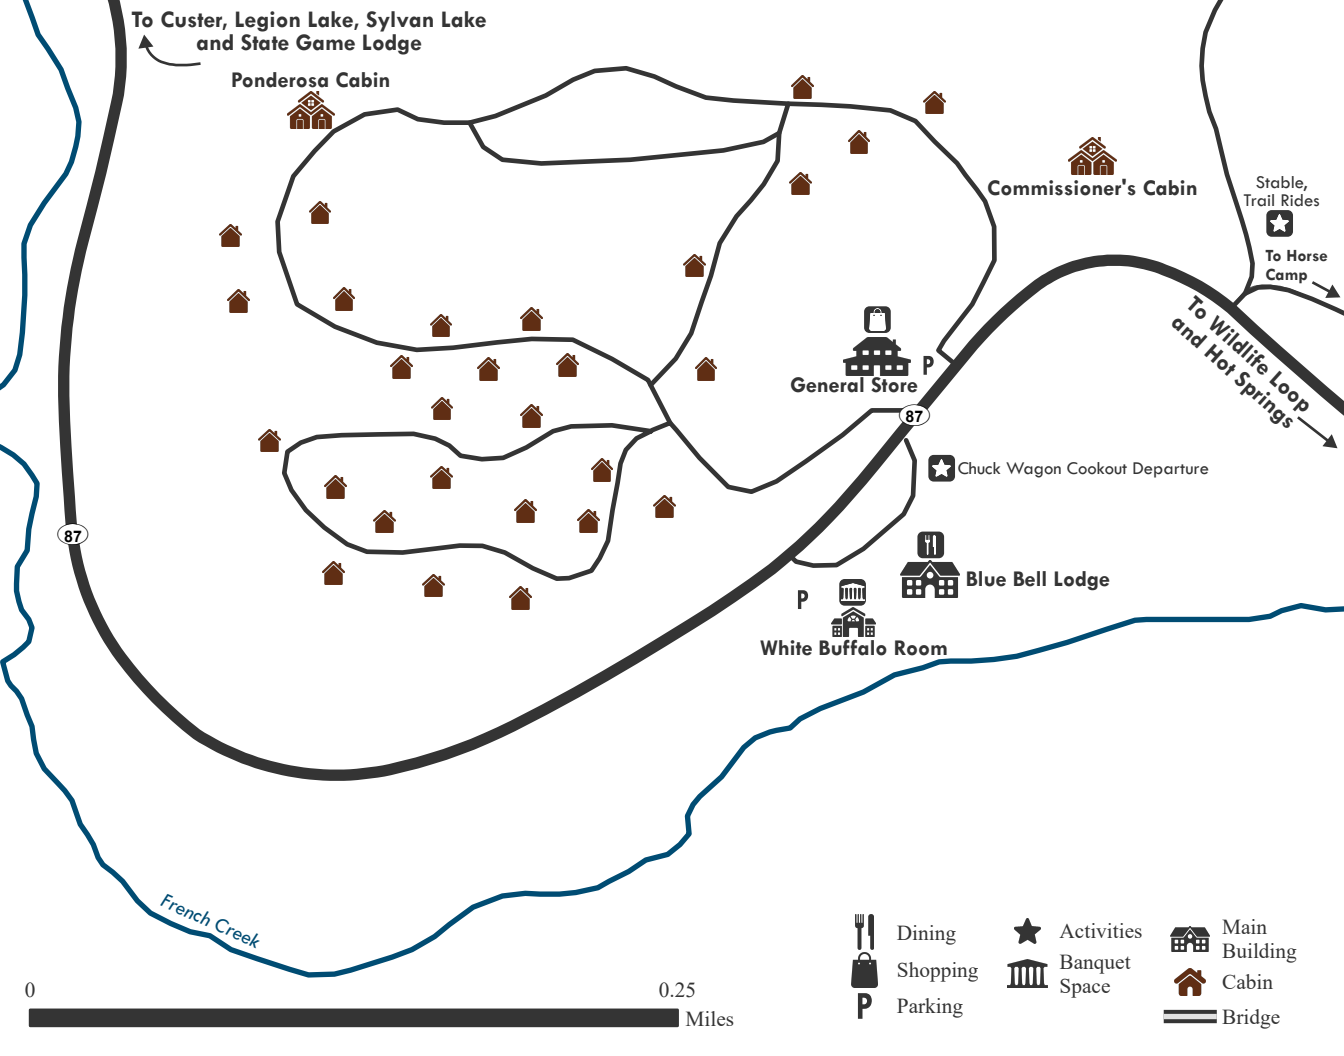 To Custer, Legion Lake, Sylvan Lake
and State Game Lodge
Ponderosa Cabin
Commissioner's Cabin
Stable,
Trail Rides
To Horse
Camp
To Wildlife Loop
and Hot Springs
General Store
P
87
Chuck Wagon Cookout Departure
87
Blue Bell Lodge
P
White Buffalo Room
French Creek
0
0.25
Miles
Dining
Shopping
P
Parking
Activities
Banquet
Space
Main
Building
Cabin
Bridge